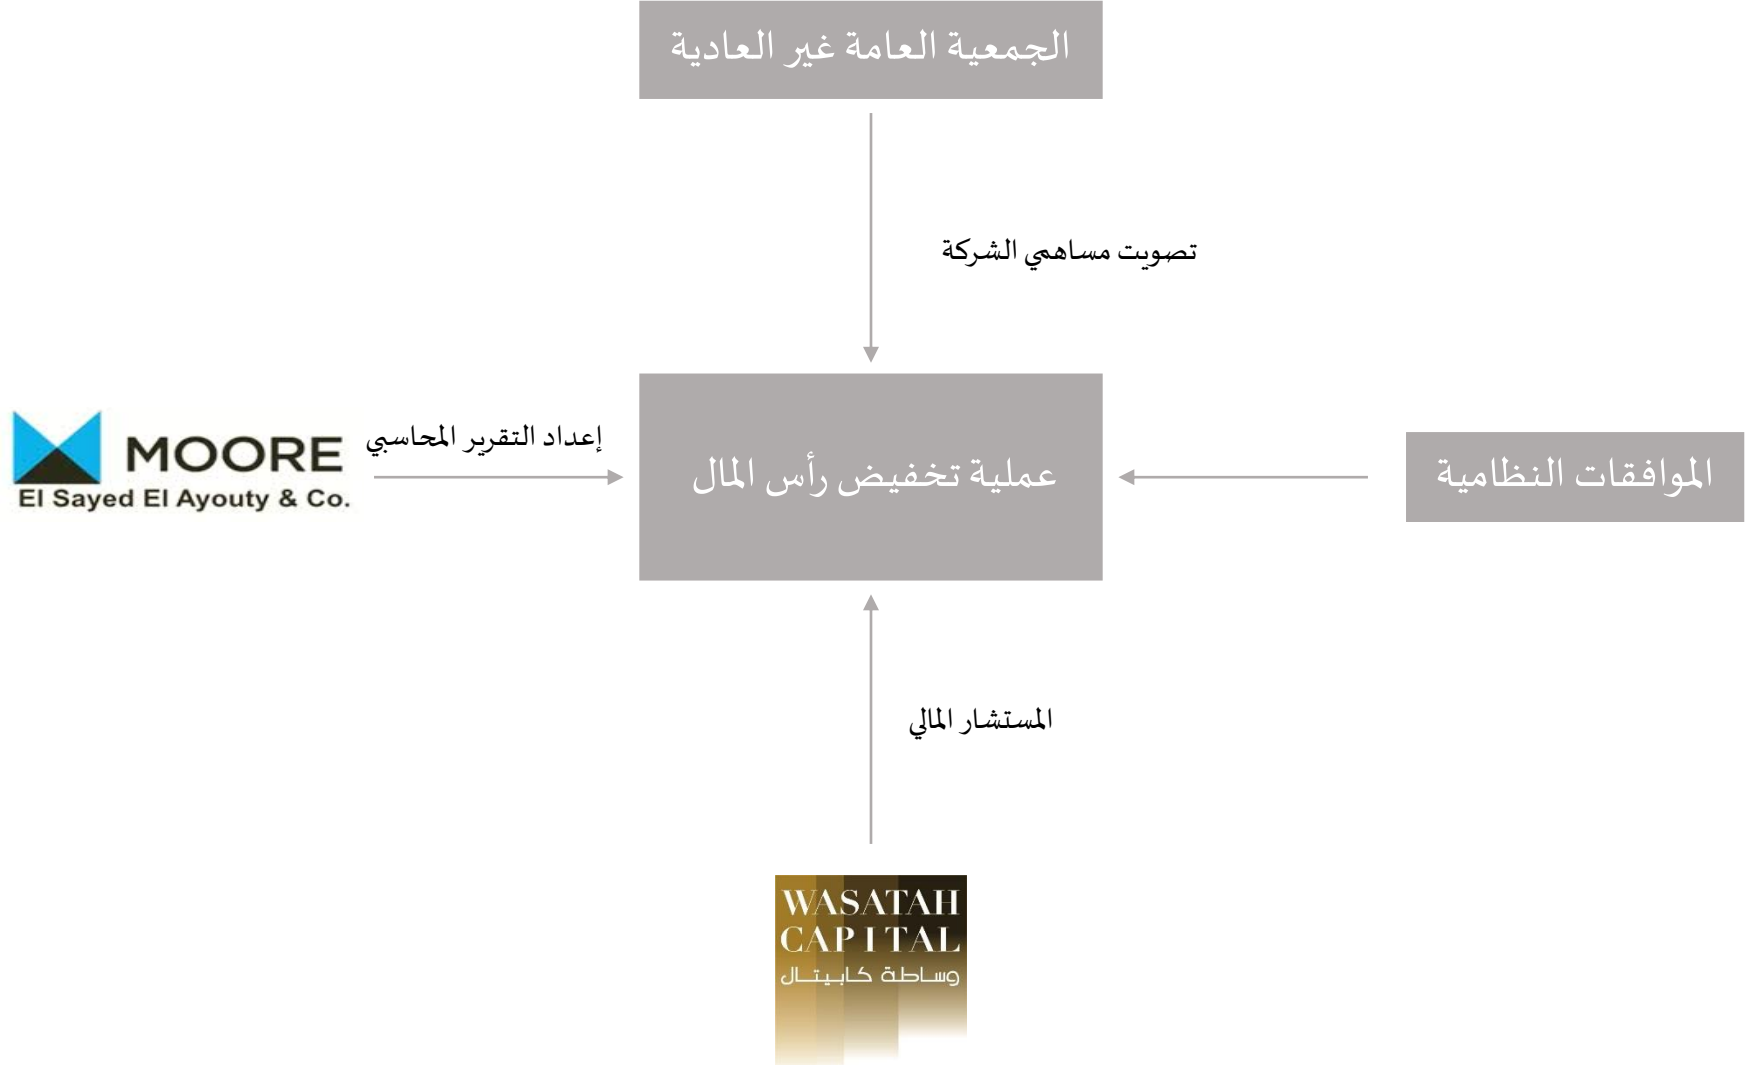 الجمعية العامة غير العادية
تصويت مساهمي الشركة
الموافقات النظامية
عملية تخفيض رأس المال
إعداد التقرير المحاسبي
MOORE
El Sayed El Ayouty & Co.
المستشار المالي
WASATAH
CAPITAL
وساطة كابيتال